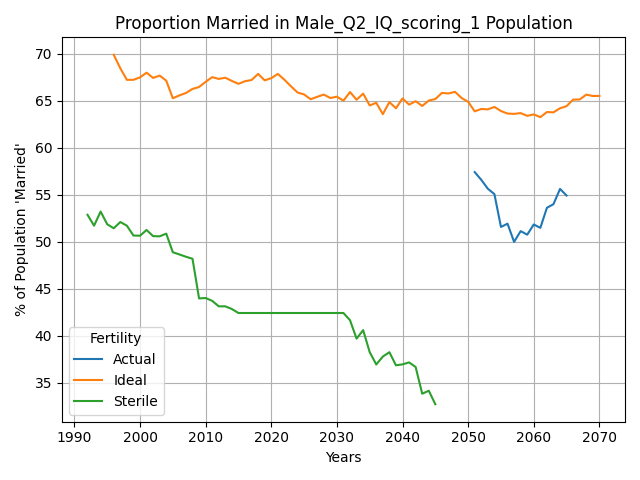 Proportion Married in Male_Q2_IQ_scoring_1 Population
% of Population 'Married'
70
65
60
55
50
45
40
35
Fertility
Actual
Ideal
Sterile
1990 2000 2010 2020 2030 2040 2050 2060 2070
Years